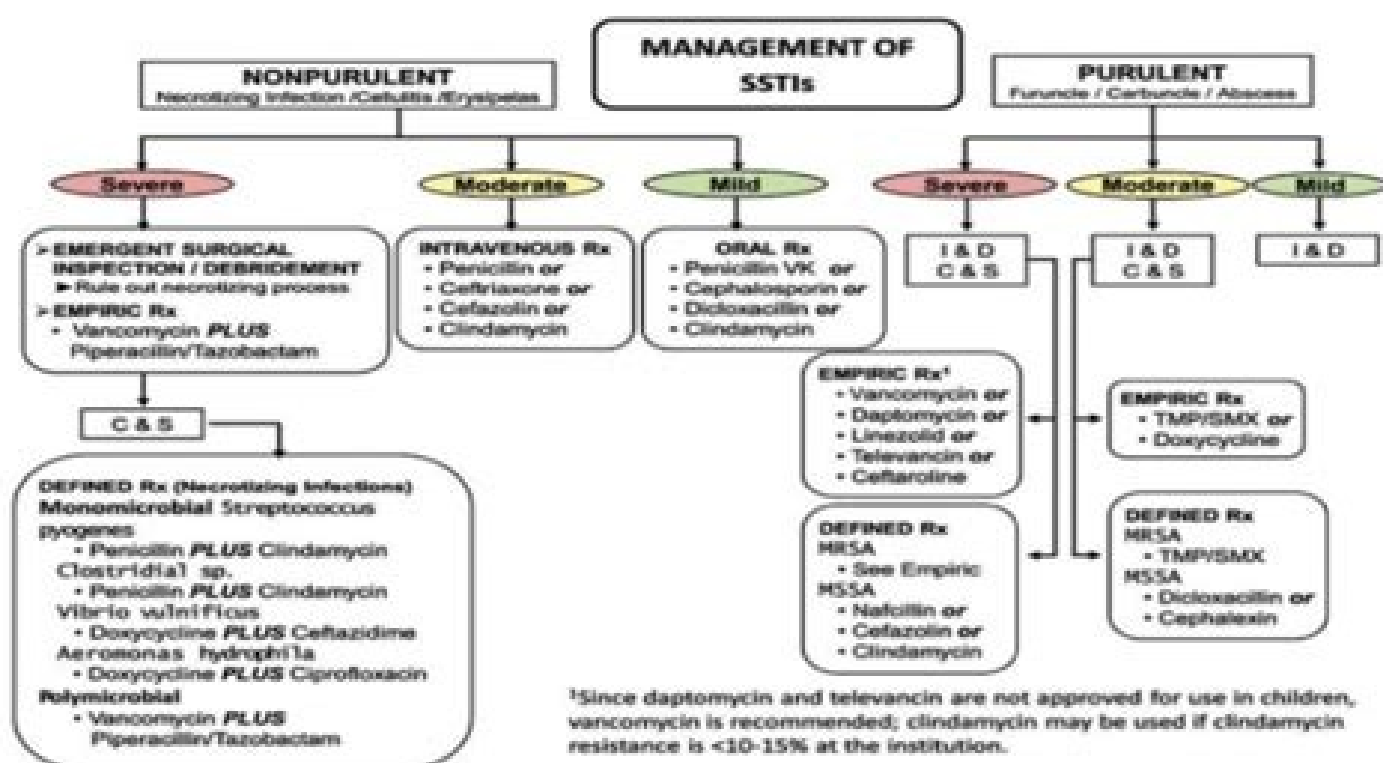 MANAGEMENT OF
SSTIs
NONPURULENT
Necrotizing Infection /Cellulitis /Erysipelas
Severe
Moderate
Mild
➢ EMERGENT SURGICAL
INSPECTION / DEBRIDEMENT
► Rule out necrotizing process
➢ EMPIRIC Rx
• Vancomycin PLUS
Piperacillin/Tazobactam
INTRAVENOUS Rx
• Penicillin or
• Ceftriaxone or
• Cefazolin or
• Clindamycin
ORAL Rx
• Penicillin VK or
• Cephalosporin or
• Dicloxacillin or
• Clindamycin
C & S
DEFINED Rx (Necrotizing Infections)
Monomicrobial Streptococcus
pyogenes
• Penicillin PLUS Clindamycin
Clostridial sp.
• Penicillin PLUS Clindamycin
Vibrio vulnificus
• Doxycycline PLUS Ceftazidime
Aeromonas hydrophila
• Doxycycline PLUS Ciprofloxacin
Polymicrobial
• Vancomycin PLUS
Piperacillin/Tazobactam
PURULENT
Furuncle / Carbuncle / Abscess
Severe
Moderate
Mild
I & D
C & S
I & D
C & S
I & D
EMPIRIC Rx¹
• Vancomycin or
• Daptomycin or
• Linezolid or
• Televancin or
• Ceftaroline
EMPIRIC Rx
• TMP/SMX or
• Doxycycline
DEFINED Rx
MRSA
• See Empiric
MSSA
• Nafcillin or
• Cefazolin or
• Clindamycin
DEFINED Rx
MRSA
• TMP/SMX
MSSA
• Dicloxacillin or
• Cephalexin
¹Since daptomycin and televancin are not approved for use in children,
vancomycin is recommended; clindamycin may be used if clindamycin
resistance is <10-15% at the institution.